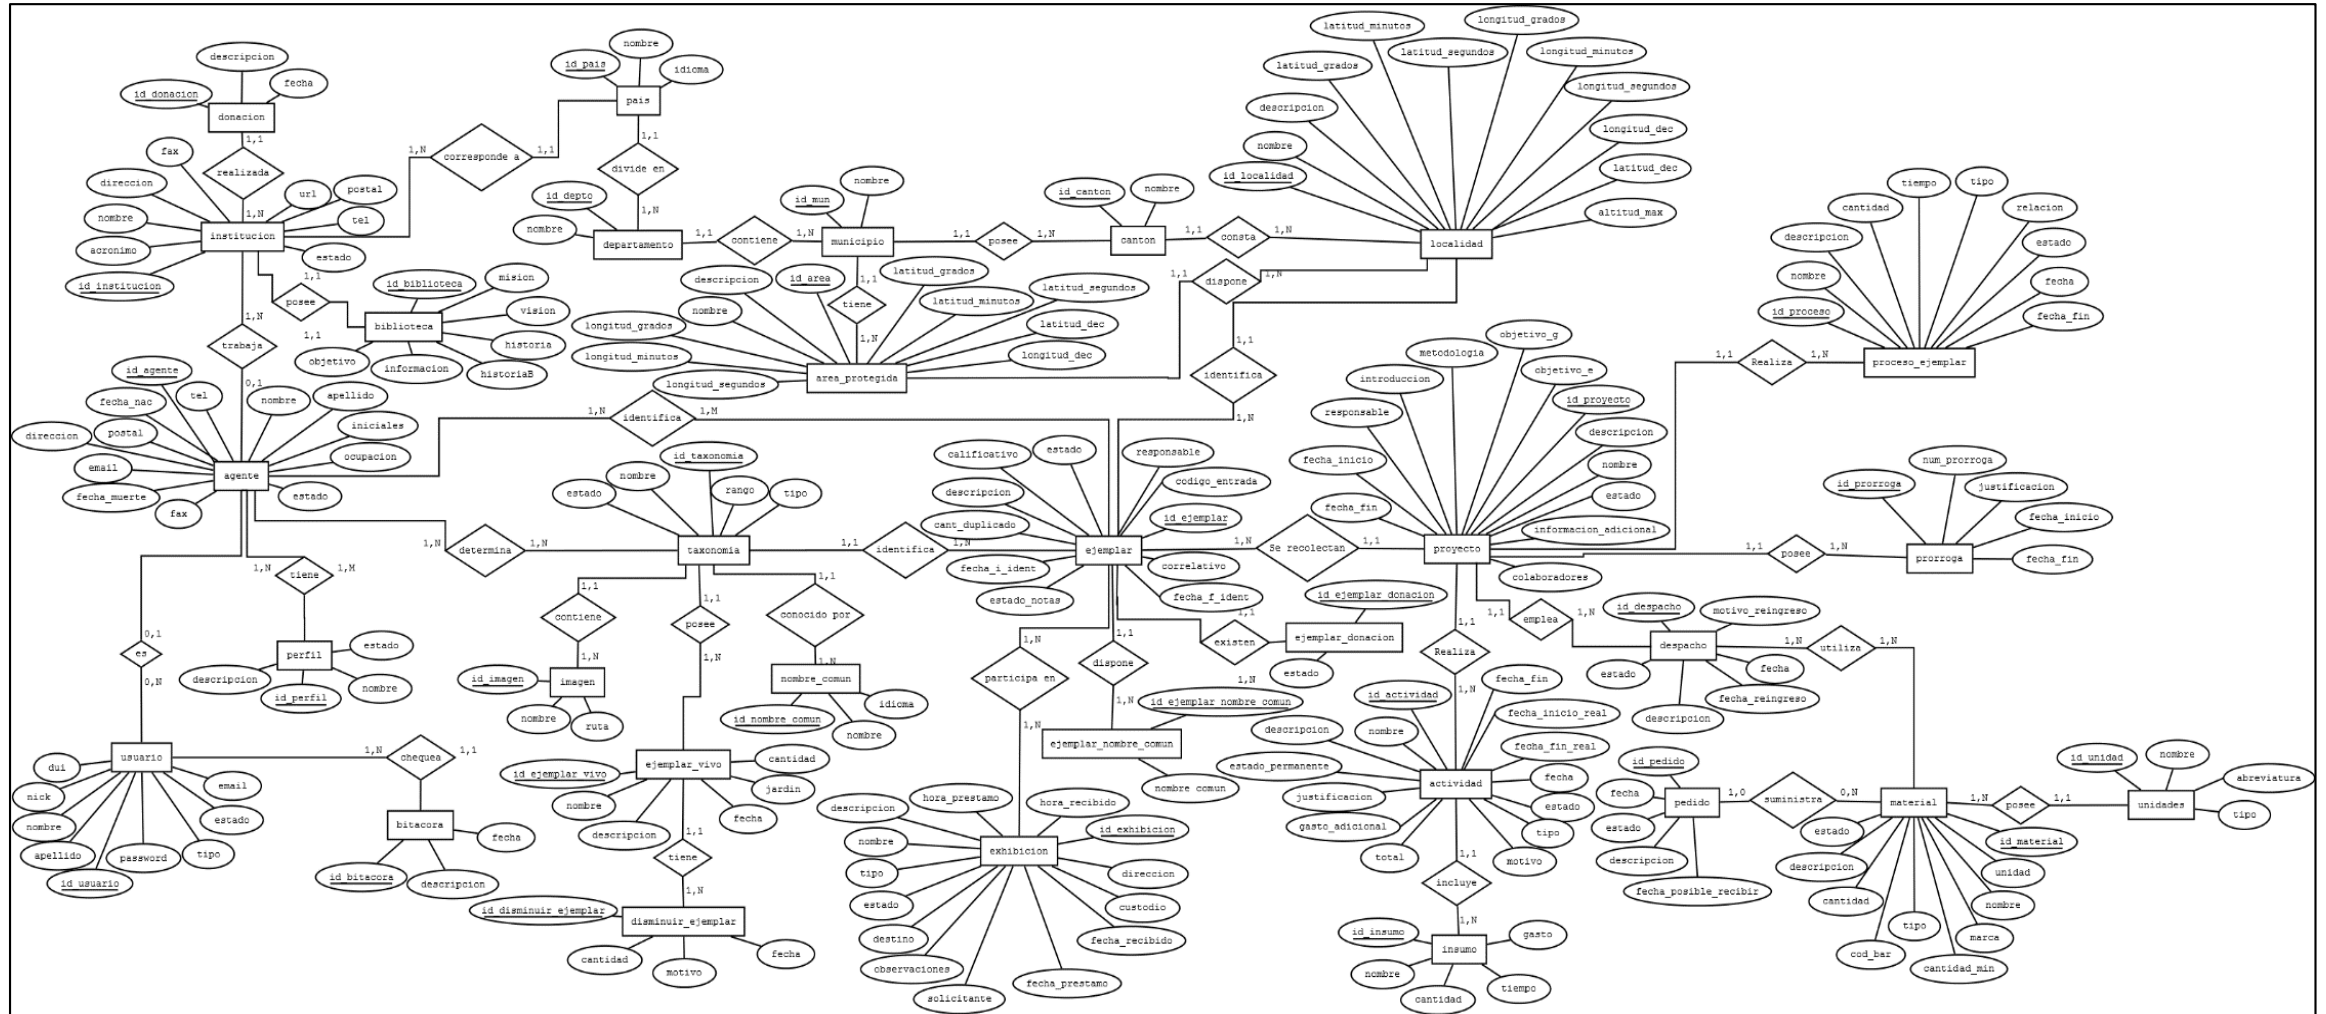 descripcion
id_donacion
fecha
donacion
1,1
realizada
1,N
fax
direccion
nombre
acronimo
id_institucion
url
postal
tel
estado
institucion
1,N
corresponde a
1,1
id_pais
nombre
idioma
pais
1,1
divide en
1,N
id_depto
nombre
departamento
1,1
contiene
1,N
id_mun
nombre
municipio
1,1
posee
1,N
id_canton
nombre
canton
1,1
consta
1,N
latitud_minutos
longitud_grados
latitud_segundos
longitud_minutos
latitud_grados
longitud_segundos
descripcion
longitud_dec
nombre
latitud_dec
id_localidad
altitud_max
localidad
1,1
dispone
1,N
1,1
posee
1,1
id_biblioteca
mision
vision
historia
historiaB
informacion
objetivo
biblioteca
1,N
trabaja
0,1
1,1
tiene
1,N
descripcion
id_area
latitud_grados
latitud_segundos
latitud_minutos
nombre
longitud_grados
latitud_dec
longitud_minutos
longitud_dec
longitud_segundos
area_protegida
1,1
identifica
1,N
tiempo
tipo
cantidad
relacion
descripcion
estado
nombre
fecha
id_proceso
fecha_fin
proceso_ejemplar
1,1
Realiza
1,N
id_agente
tel
nombre
apellido
fecha_nac
iniciales
direccion
postal
ocupacion
email
fecha_muerte
fax
estado
agente
1,N
identifica
1,M
1,N
determina
1,N
estado
nombre
id_taxonomia
rango
tipo
taxonomia
1,1
identifica
1,N
calificativo
estado
responsable
descripcion
codigo_entrada
cant_duplicado
id_ejemplar
fecha_i_ident
correlativo
estado_notas
fecha_f_ident
ejemplar
1,N
Se recolectan
1,1
objetivo_g
metodologia
objetivo_e
introduccion
id_proyecto
responsable
descripcion
fecha_inicio
nombre
estado
fecha_fin
informacion_adicional
colaboradores
proyecto
1,1
posee
1,N
num_prorroga
id_prorroga
justificacion
fecha_inicio
fecha_fin
prorroga
1,N
tiene
1,M
perfil
descripcion
estado
id_perfil
nombre
0,1
es
0,N
usuario
dui
nick
nombre
apellido
id_usuario
password
tipo
estado
email
1,N
chequea
1,1
bitacora
fecha
id_bitacora
descripcion
1,1
contiene
1,N
imagen
id_imagen
nombre
ruta
1,1
posee
1,N
1,1
conocido por
1,N
nombre_comun
id_nombre_comun
idioma
nombre
ejemplar_vivo
id_ejemplar_vivo
nombre
descripcion
cantidad
jardin
fecha
1,1
tiene
1,N
disminuir_ejemplar
id_disminuir_ejemplar
cantidad
motivo
fecha
1,N
participa en
1,N
1,1
dispone
1,N
ejemplar_nombre_comun
id_ejemplar_nombre_comun
nombre comun
1,1
existen
1,N
id_ejemplar_donacion
ejemplar_donacion
estado
exhibicion
descripcion
hora_prestamo
hora_recibido
id_exhibicion
nombre
tipo
direccion
estado
custodio
destino
fecha_recibido
observaciones
fecha_prestamo
solicitante
1,1
Realiza
1,N
id_actividad
fecha_fin
descripcion
nombre
fecha_inicio_real
fecha_fin_real
estado_permanente
fecha
justificacion
estado
gasto_adicional
tipo
total
motivo
actividad
1,1
incluye
1,N
insumo
id_insumo
gasto
nombre
tiempo
cantidad
1,1
emplea
1,N
id_despacho
motivo_reingreso
despacho
fecha
estado
fecha_reingreso
descripcion
1,N
utiliza
1,N
id_pedido
fecha
pedido
estado
descripcion
fecha_posible_recibir
1,0
suministra
0,N
material
estado
id_material
descripcion
unidad
cantidad
nombre
tipo
marca
cod_bar
cantidad_min
1,N
posee
1,1
id_unidad
nombre
abreviatura
unidades
tipo